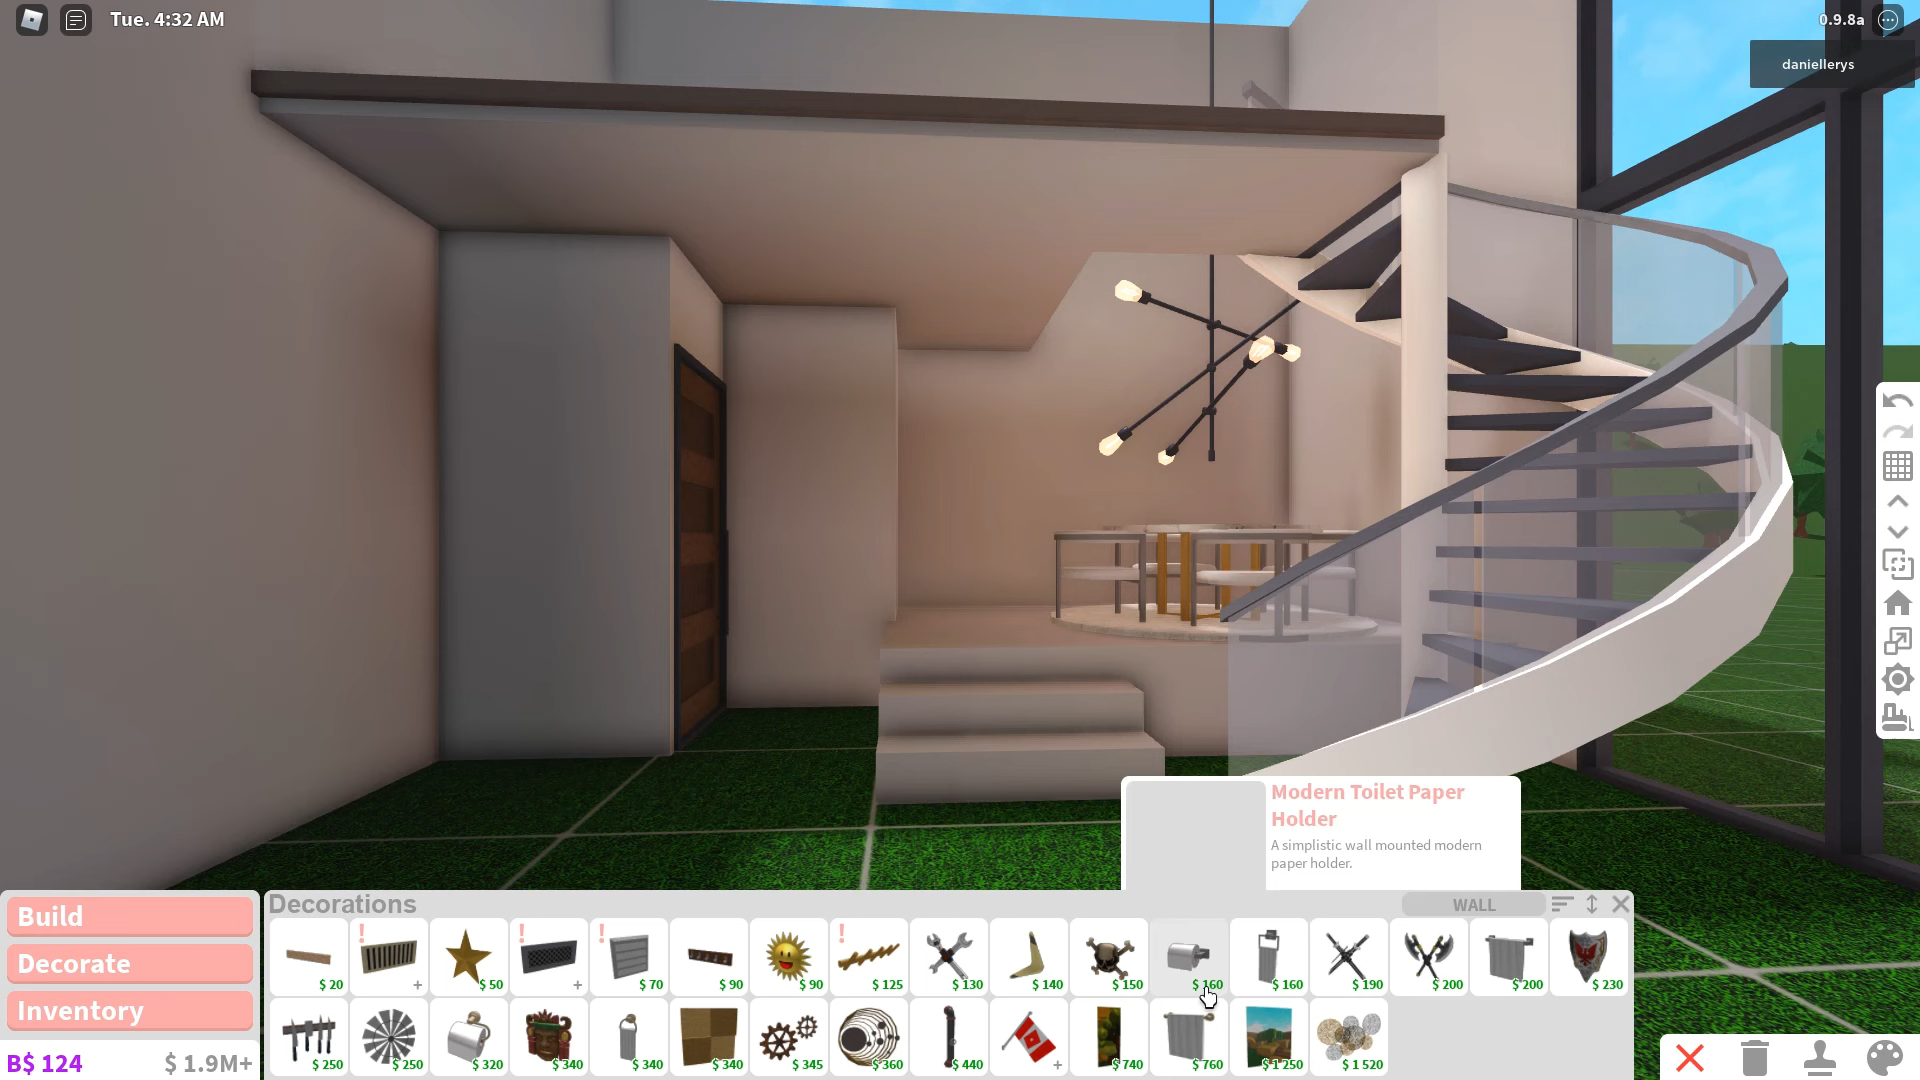 Tue. 4:32 AM
0.9.8a
daniellerys
Modern Toilet Paper
Holder
A simplistic wall mounted modern
paper holder.
Build
Decorate
Inventory
B$ 124
$ 1.9M+
Decorations
WALL
! ! ! !
$ 20 + $ 50 + $ 70 $ 90 $ 90 $ 125 $ 130 $ 140 $ 150 $ 160 $ 160 $ 190 $ 200 $ 200 $ 230
$ 250 $ 250 $ 320 $ 340 $ 340 $ 340 $ 345 $ 360 $ 440 + $ 740 $ 760 $ 1 250 $ 1 520